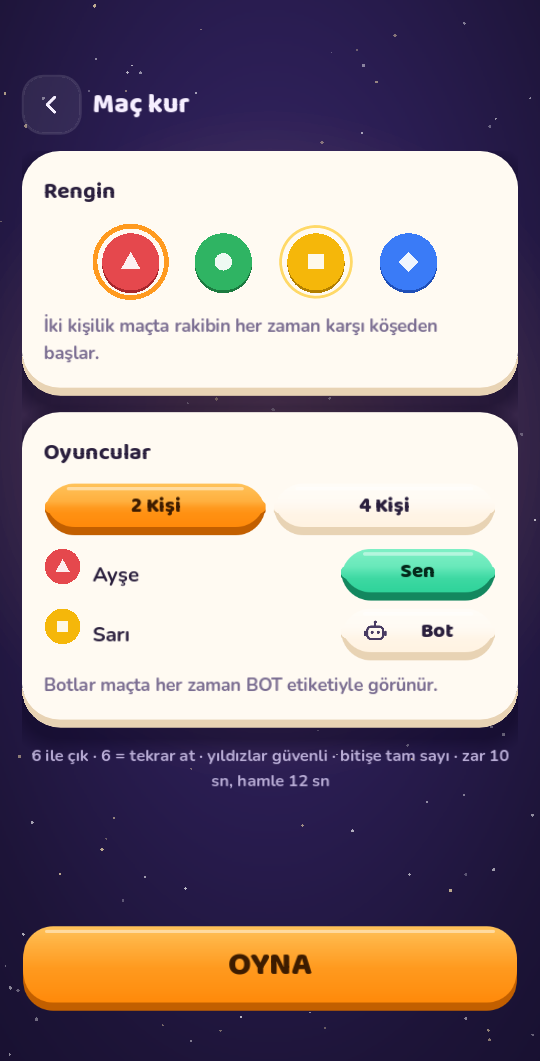 Maç kur
Rengin
İki kişilik maçta rakibin her zaman karşı köşeden
başlar.
Oyuncular
2 Kişi
4 Kişi
Ayşe
Sen
Sarı
Bot
Botlar maçta her zaman BOT etiketiyle görünür.
6 ile çık · 6 = tekrar at · yıldızlar güvenli · bitişe tam sayı · zar 10
sn, hamle 12 sn
OYNA